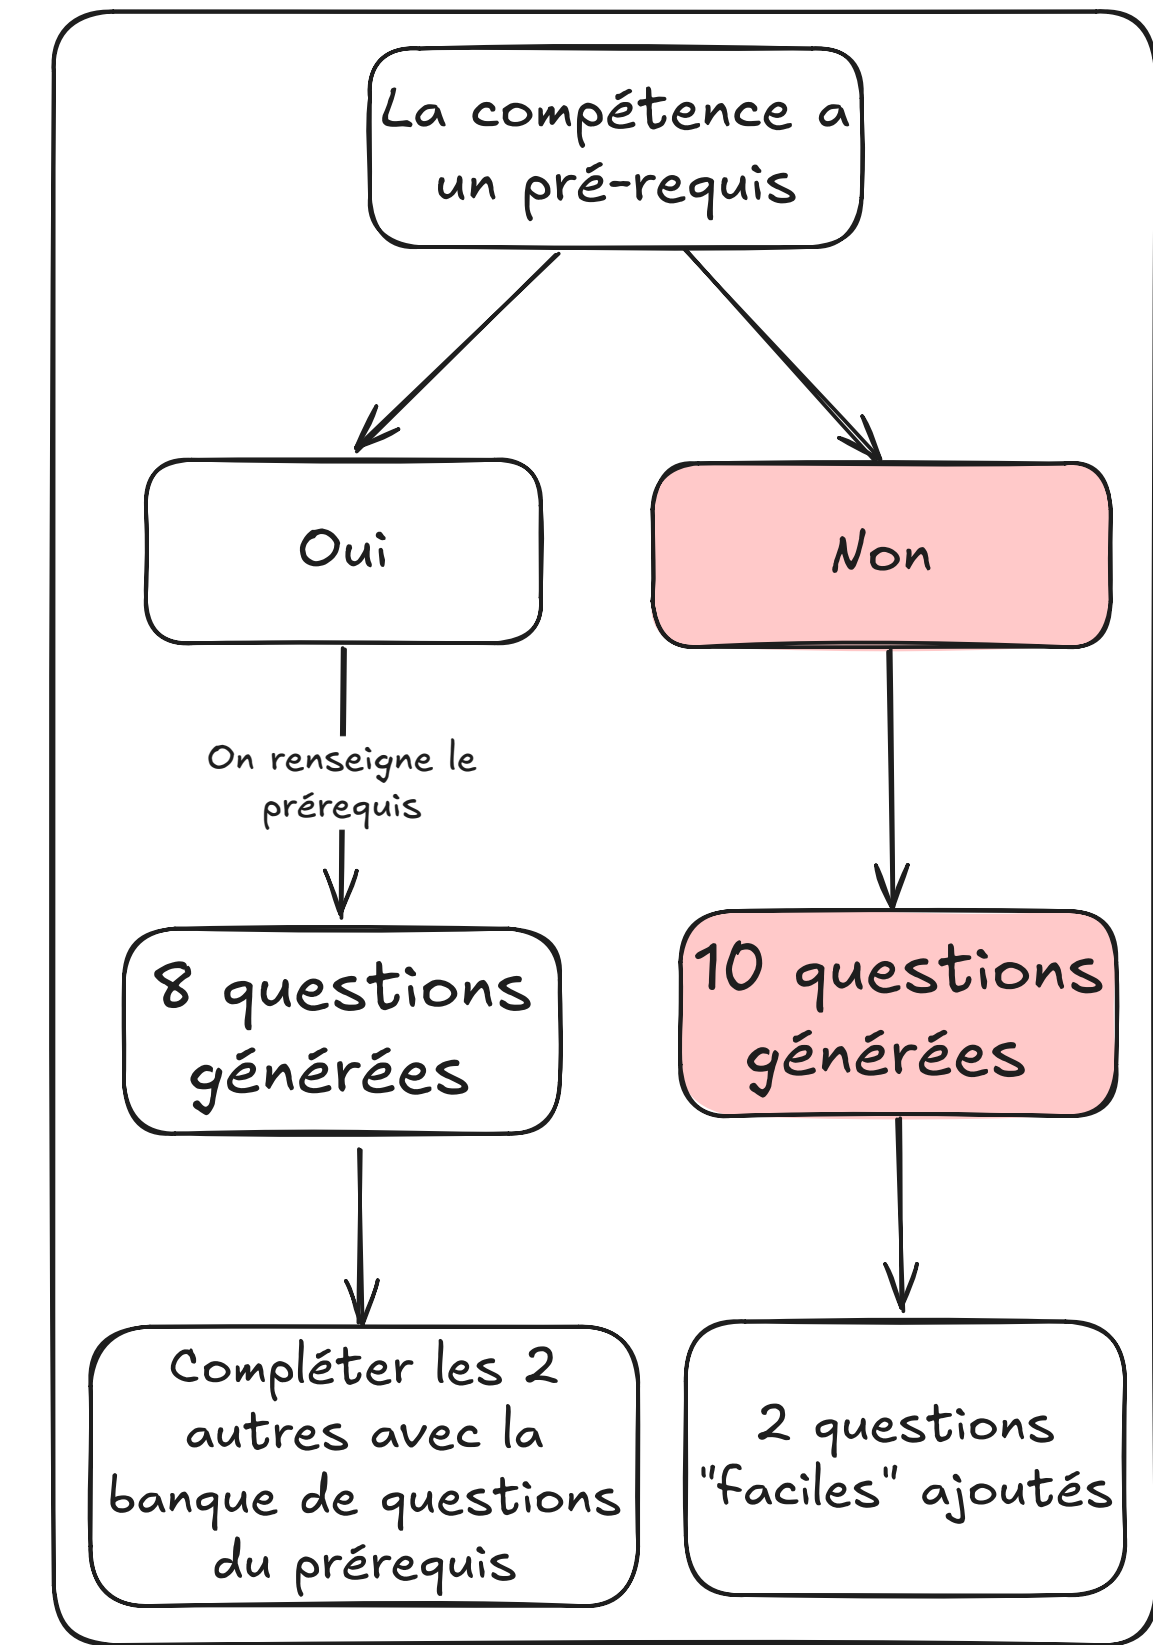 La compétence a
un pré-requis
Oui
Non
On renseigne le
prérequis
8 questions
générées
10 questions
générées
Compléter les 2
autres avec la
banque de questions
du prérequis
2 questions
"faciles" ajoutés